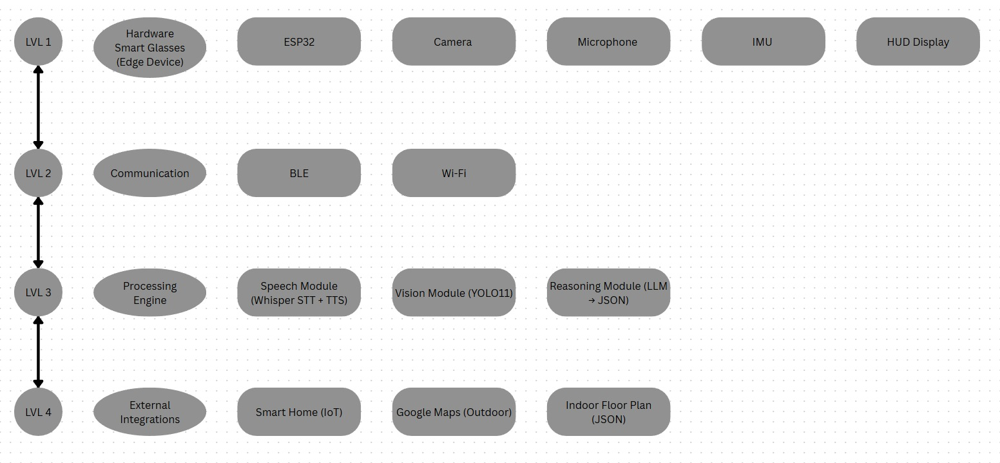 LVL 1
Hardware
Smart Glasses
(Edge Device)
ESP32
Camera
Microphone
IMU
HUD Display
LVL 2
Communication
BLE
Wi-Fi
LVL 3
Processing
Engine
Speech Module
(Whisper STT + TTS)
Vision Module (YOLO11)
Reasoning Module (LLM
→ JSON)
LVL 4
External
Integrations
Smart Home (IoT)
Google Maps (Outdoor)
Indoor Floor Plan
(JSON)